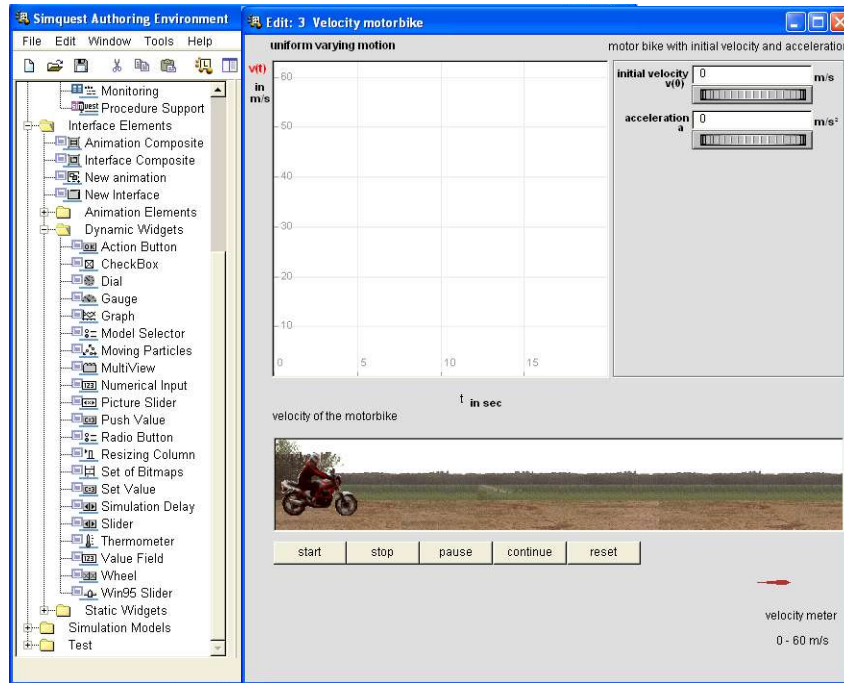 Simquest Authoring Environment
File Edit Window Tools Help
Monitoring
Quest Procedure Support
Interface Elements
Animation Composite
Interface Composite
New animation
New Interface
Animation Elements
Dynamic Widgets
OK Action Button
CheckBox
Dial
Gauge
Graph
Model Selector
Moving Particles
MultiView
123 Numerical Input
Picture Slider
Push Value
Radio Button
Resizing Column
Set of Bitmaps
Set Value
Simulation Delay
Slider
Thermometer
123 Value Field
Wheel
Win95 Slider
Static Widgets
Simulation Models
Test
Edit: 3 Velocity motorbike
uniform varying motion
v(t)
in
m/s
60
50
40
30
20
10
0 5 10 15
t in sec
motor bike with initial velocity and acceleratio
initial velocity 0 m/s
v(0)
acceleration 0 m/s²
a
velocity of the motorbike
start stop pause continue reset
velocity meter
0 - 60 m/s